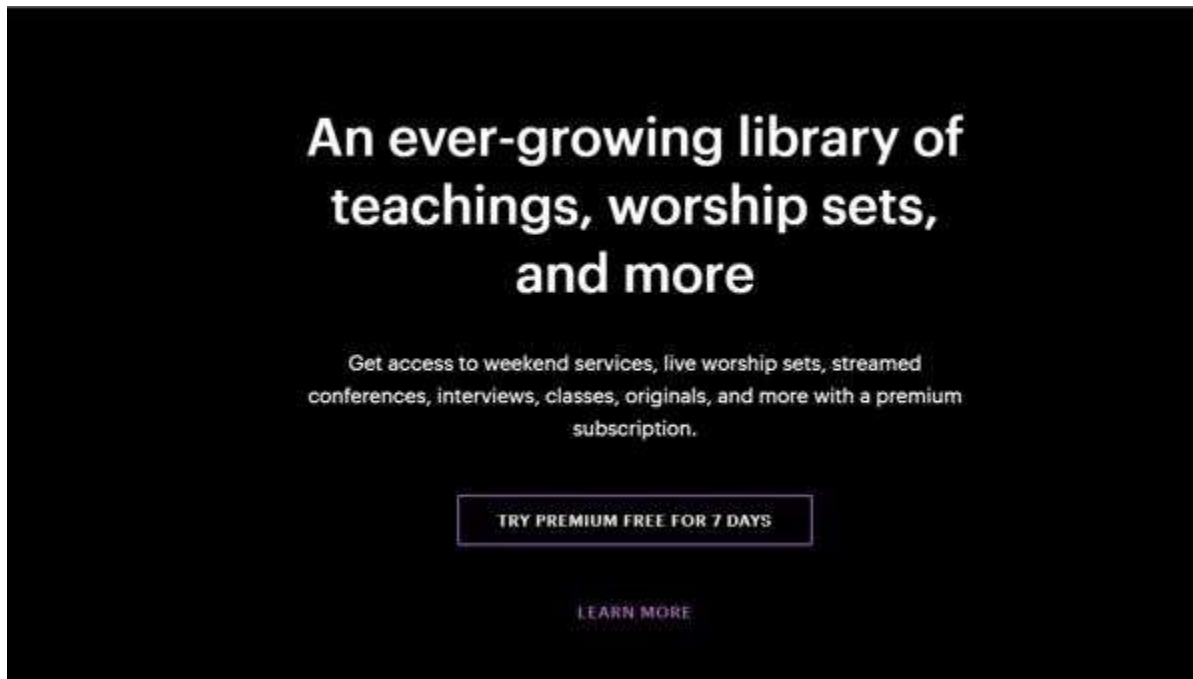 An ever-growing library of
teachings, worship sets,
and more
Get access to weekend services, live worship sets, streamed
conferences, interviews, classes, originals, and more with a premium
subscription.
TRY PREMIUM FREE FOR 7 DAYS
LEARN MORE